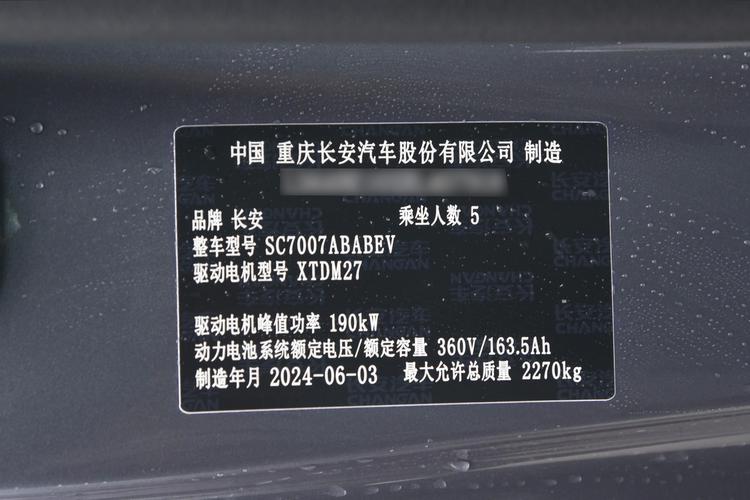 中国 重庆长安汽车股份有限公司 制造
品牌 长安 乘坐人数 5
整车型号 SC7007ABABEV
驱动电机型号 XTDM27
驱动电机峰值功率 190kW
动力电池系统额定电压/额定容量 360V/163.5Ah
制造年月 2024-06-03 最大允许总质量 2270kg